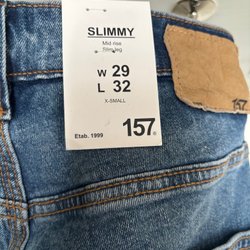 SLIMMY
Mid rise
Slim leg
W 29
L 32
X-SMALL
Etab. 1999
157
157